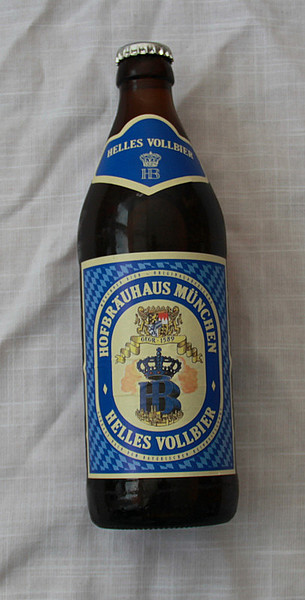 HELLES VOLLBIER
HB
HOFBRÄUHAUS MÜNCHEN
GEGR. 1589
HB
HELLES VOLLBIER